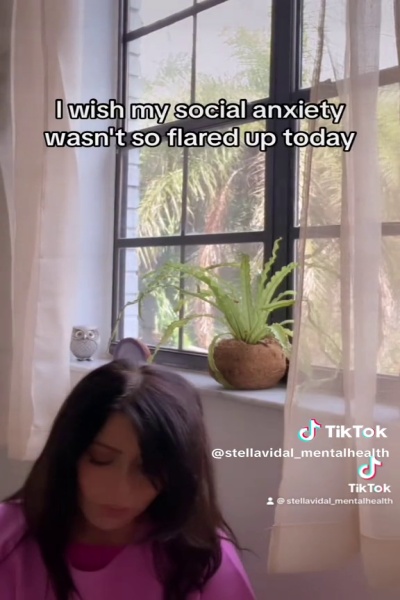 I wish my social anxiety
wasn't so flared up today
TikTok
@stellavidal_mentalhealth
TikTok
@stellavidal_mentalhealth